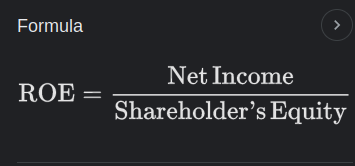 Formula
ROE = Net Income
Shareholder's Equity